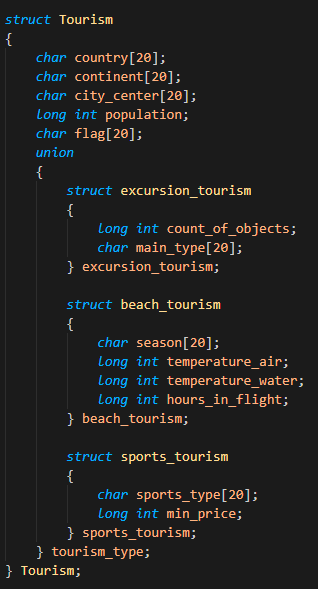 struct Tourism
{
    char country[20];
    char continent[20];
    char city_center[20];
    long int population;
    char flag[20];
    union
    {
        struct excursion_tourism
        {
            long int count_of_objects;
            char main_type[20];
        } excursion_tourism;

        struct beach_tourism
        {
            char season[20];
            long int temperature_air;
            long int temperature_water;
            long int hours_in_flight;
        } beach_tourism;

        struct sports_tourism
        {
            char sports_type[20];
            long int min_price;
        } sports_tourism;
    } tourism_type;
} Tourism;